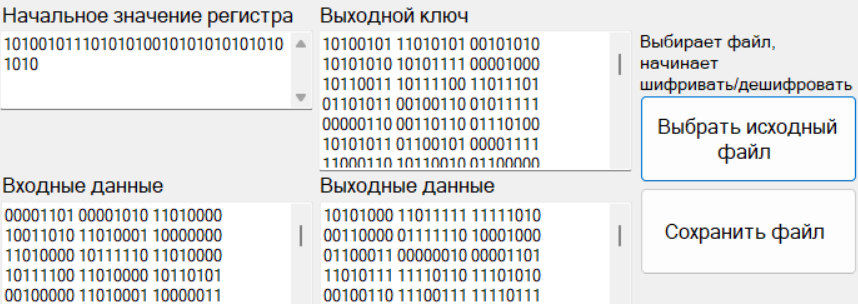 Начальное значение регистра
1010010111010101001010101010101010
1010
Выходной ключ
10100101 11010101 00101010
10101010 10101111 00001000
10110011 10111100 11011101
01101011 00100110 01011111
00000110 00110110 01110100
10101011 01100101 00001111
11000110 10110010 01100000
Выбирает файл,
начинает
шифривать/дешифровать
Выбрать исходный
файл
Входные данные
00001101 00001010 11010000
10011010 11010001 10000000
11010000 10111110 11010000
10111100 11010000 10110101
00100000 11010001 10000011
Выходные данные
10101000 11011111 11111010
00110000 01111110 10001000
01100011 00000010 00001101
11010111 11110110 11101010
00100110 11100111 11110111
Сохранить файл